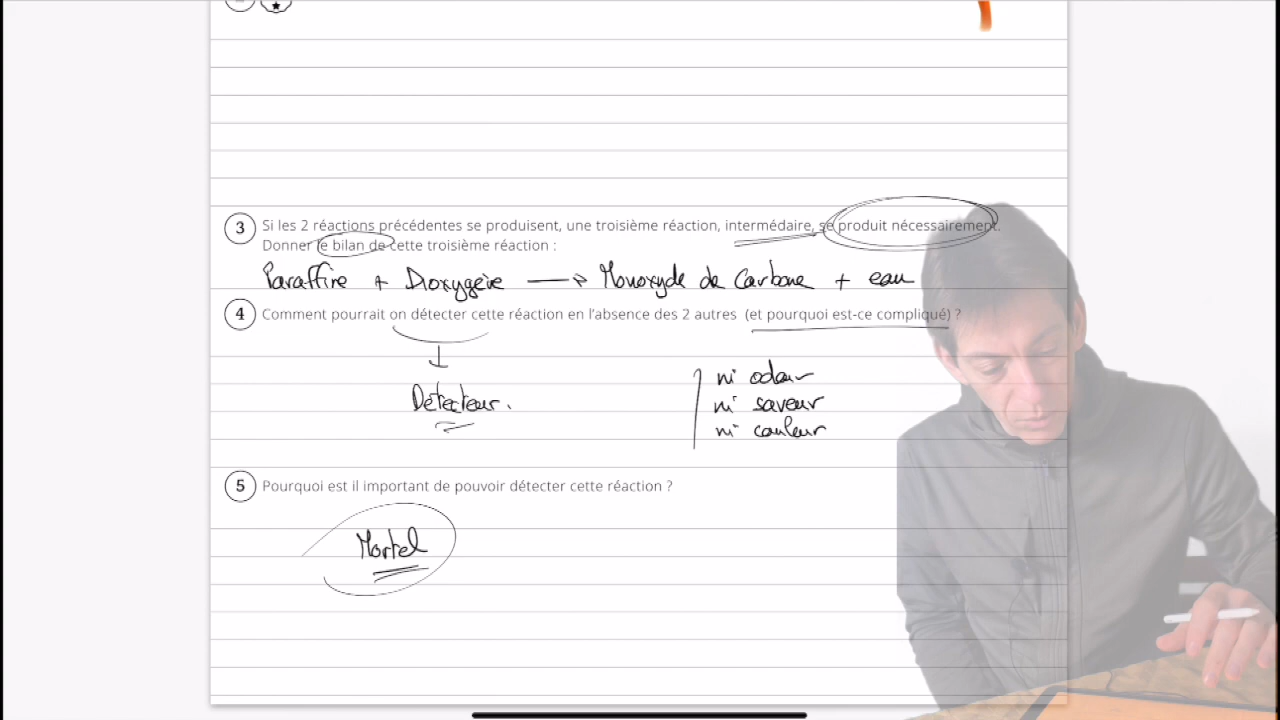 3 Si les 2 réactions précédentes se produisent, une troisième réaction, intermédaire, se produit nécessairement.
Donner le bilan de cette troisième réaction :
Paraffine + Dioxygène → Monoxyde de Carbone + eau
4 Comment pourrait on détecter cette réaction en l'absence des 2 autres (et pourquoi est-ce compliqué) ?
ni odeur
Détecteur.
ni saveur
ni couleur
5 Pourquoi est il important de pouvoir détecter cette réaction ?
Mortel